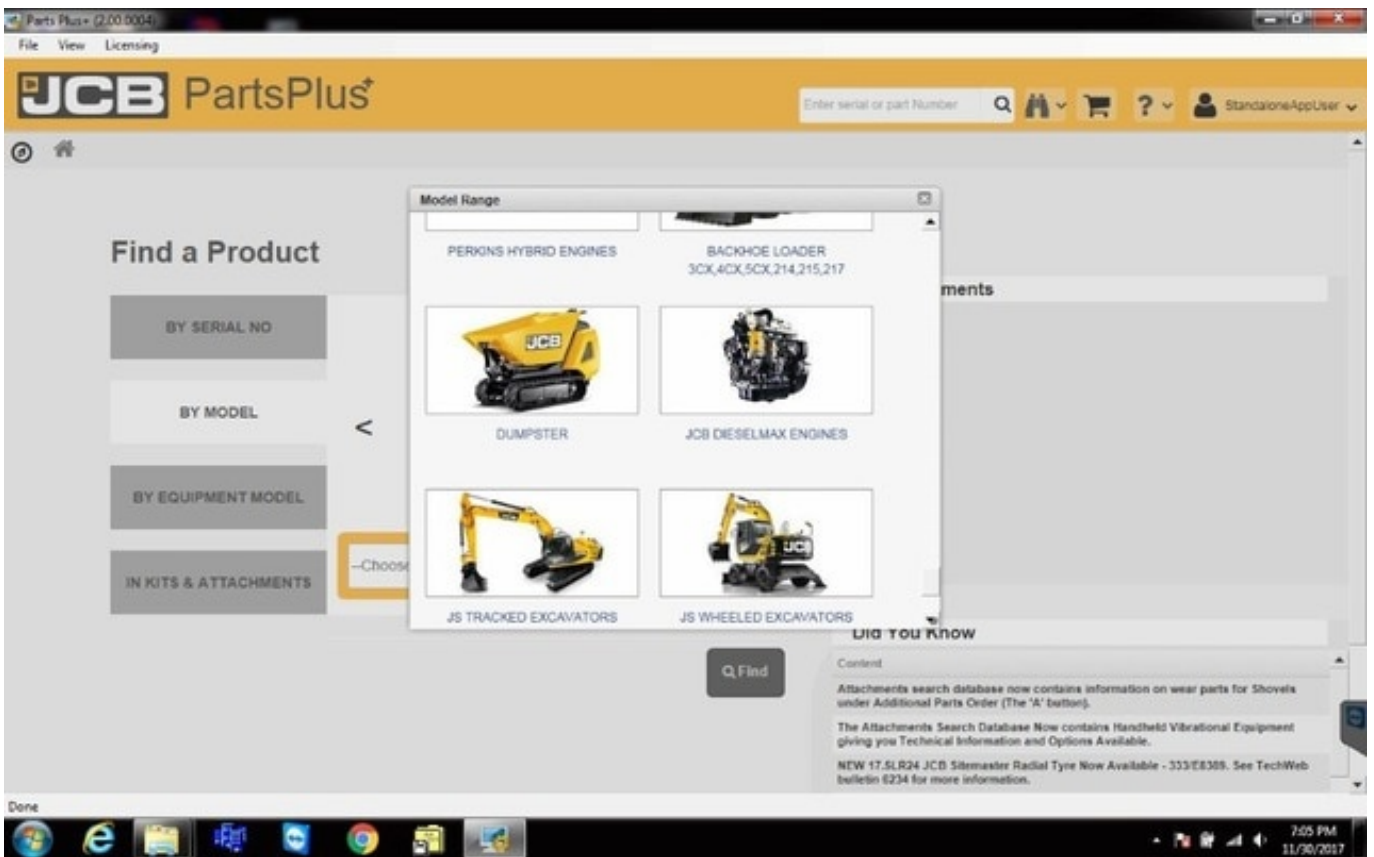 Parts Plus+ (2.00.0004)
File View Licensing
JCB PartsPlus+
Enter serial or part Number
? StandaloneAppUser
Model Range
PERKINS HYBRID ENGINES
BACKHOE LOADER
3CX,4CX,5CX,214,215,217
Find a Product
ments
BY SERIAL NO
JCB
BY MODEL
<
DUMPSTER
JCB DIESELMAX ENGINES
BY EQUIPMENT MODEL
JCB
--Choose
IN KITS & ATTACHMENTS
JS TRACKED EXCAVATORS
JS WHEELED EXCAVATORS
Did You Know
Find
Content
Attachments search database now contains information on wear parts for Shovels
under Additional Parts Order (The 'A' button).
The Attachments Search Database Now contains Handheld Vibrational Equipment
giving you Technical Information and Options Available.
NEW 17.5LR24 JCB Sitemaster Radial Tyre Now Available - 333/E8389. See TechWeb
bulletin 6234 for more information.
Done
7:05 PM
11/30/2017